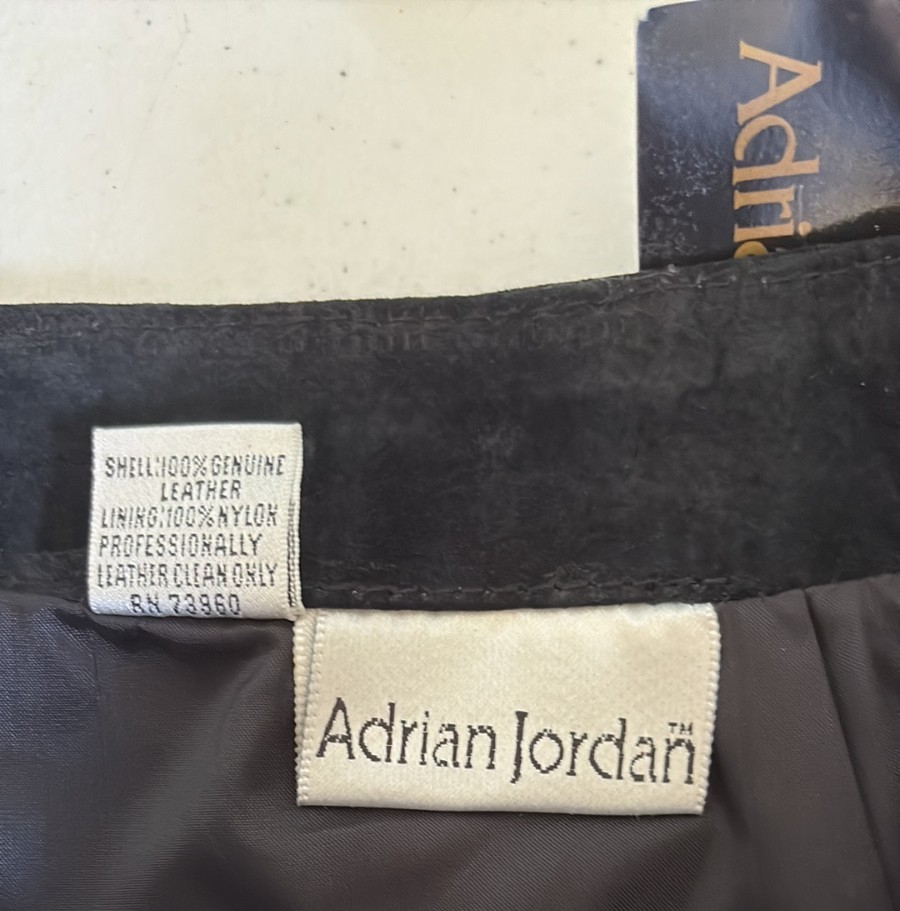 Adri
SHELL:100%GENUINE
LEATHER
LINING:100%NYLON
PROFESSIONALLY
LEATHER CLEAN ONLY
RN 73960
Adrian Jordan™